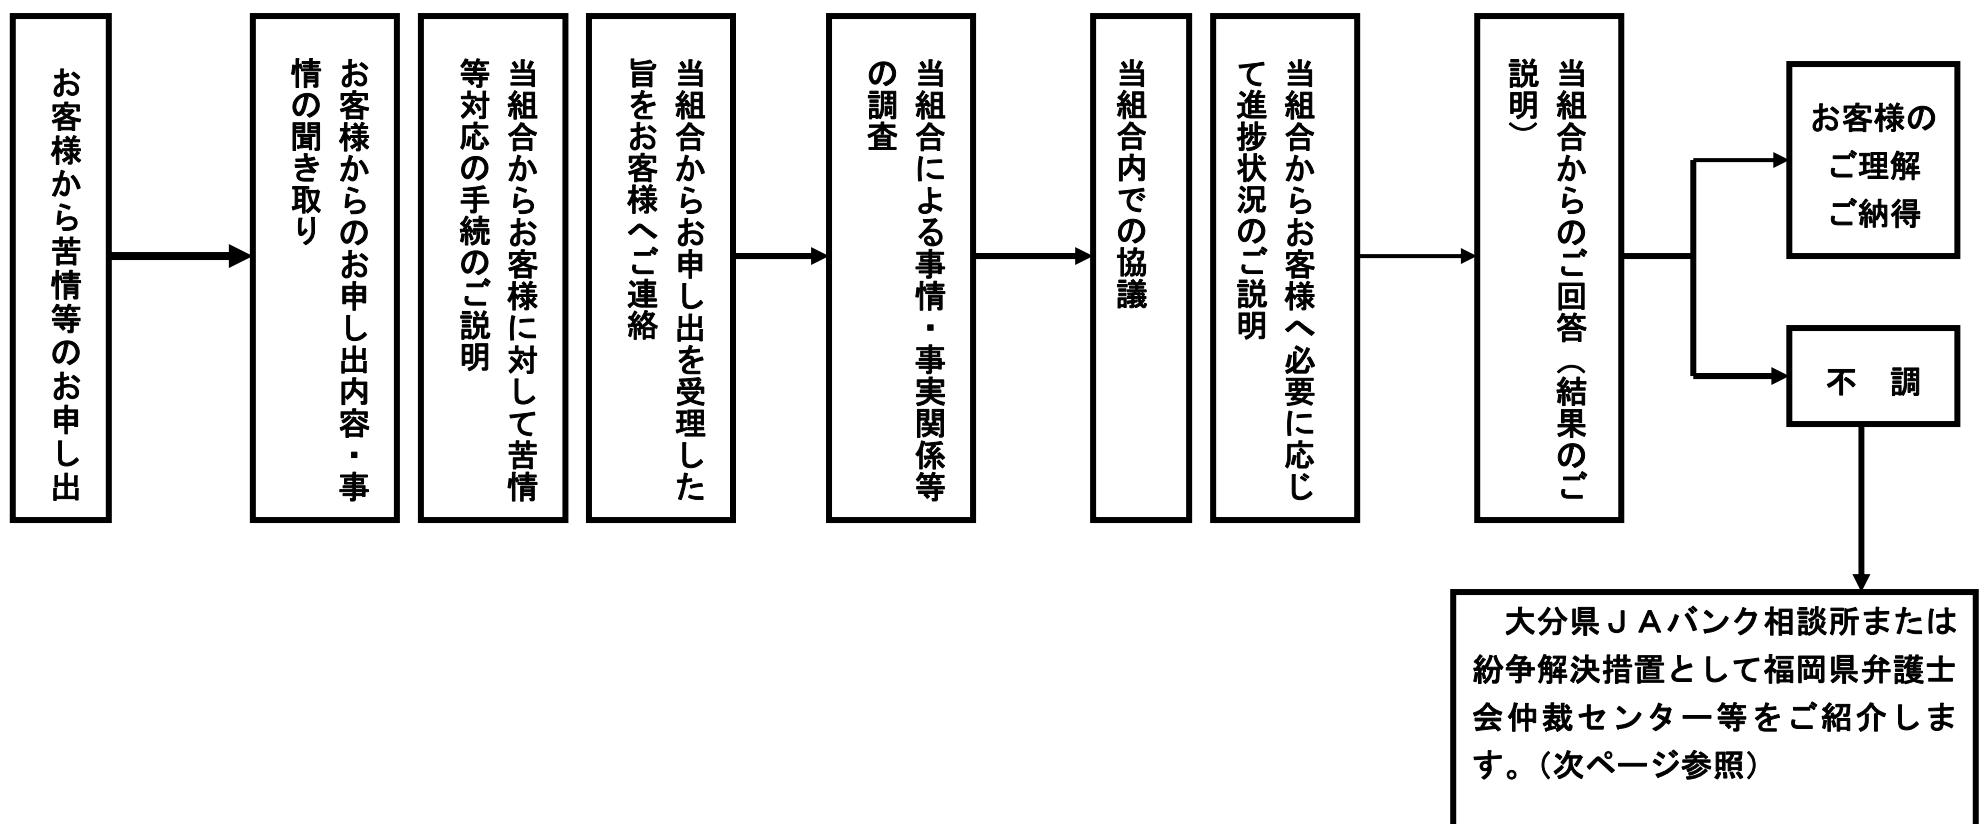 お客様から苦情等のお申し出
お客様からのお申し出内容・事
情の聞き取り
当組合からお客様に対して苦情
等対応の手続のご説明
当組合からお申し出を受理した
旨をお客様へご連絡
当組合による事情・事実関係等
の調査
当組合内での協議
当組合からお客様へ必要に応じ
て進捗状況のご説明
当組合からのご回答（結果のご
説明）
お客様の
ご理解
ご納得
不　調
大分県ＪＡバンク相談所または
紛争解決措置として福岡県弁護士
会仲裁センター等をご紹介しま
す。（次ページ参照）